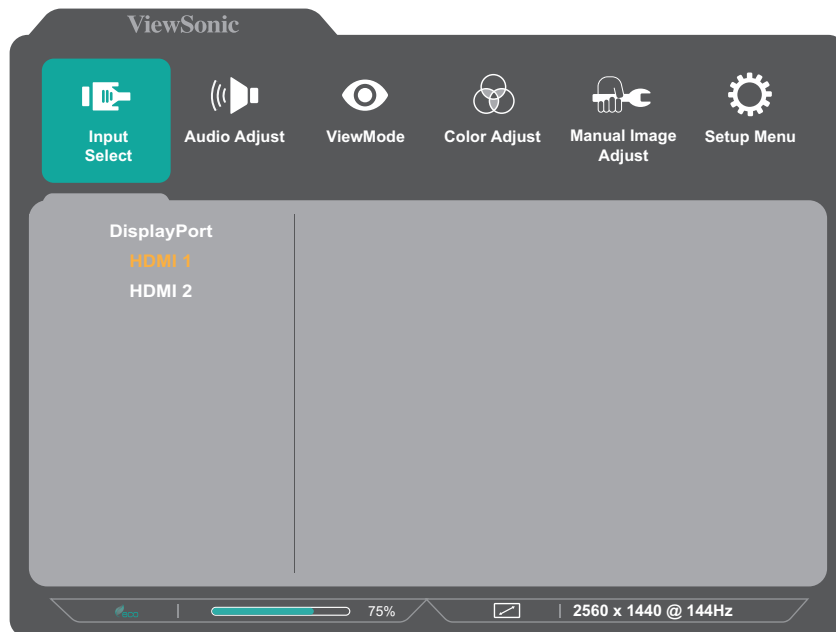 ViewSonic
Input
Select
Audio Adjust
ViewMode
Color Adjust
Manual Image
Adjust
Setup Menu
DisplayPort
HDMI 1
HDMI 2
eco
75%
2560 x 1440 @ 144Hz